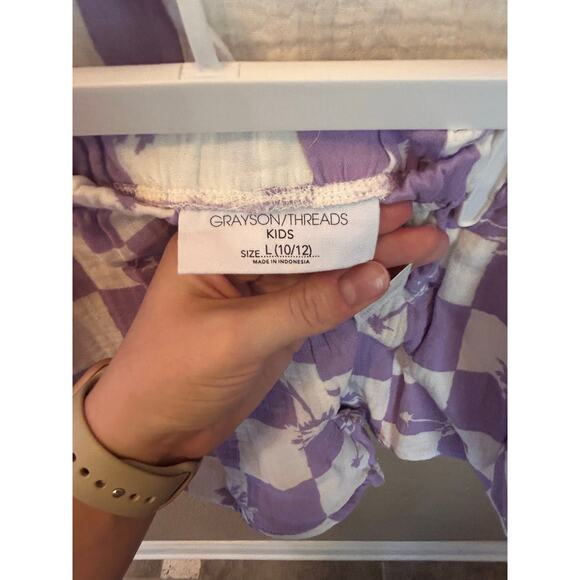 GRAYSON/THREADS
KIDS
SIZE L (10/12)
MADE IN INDONESIA